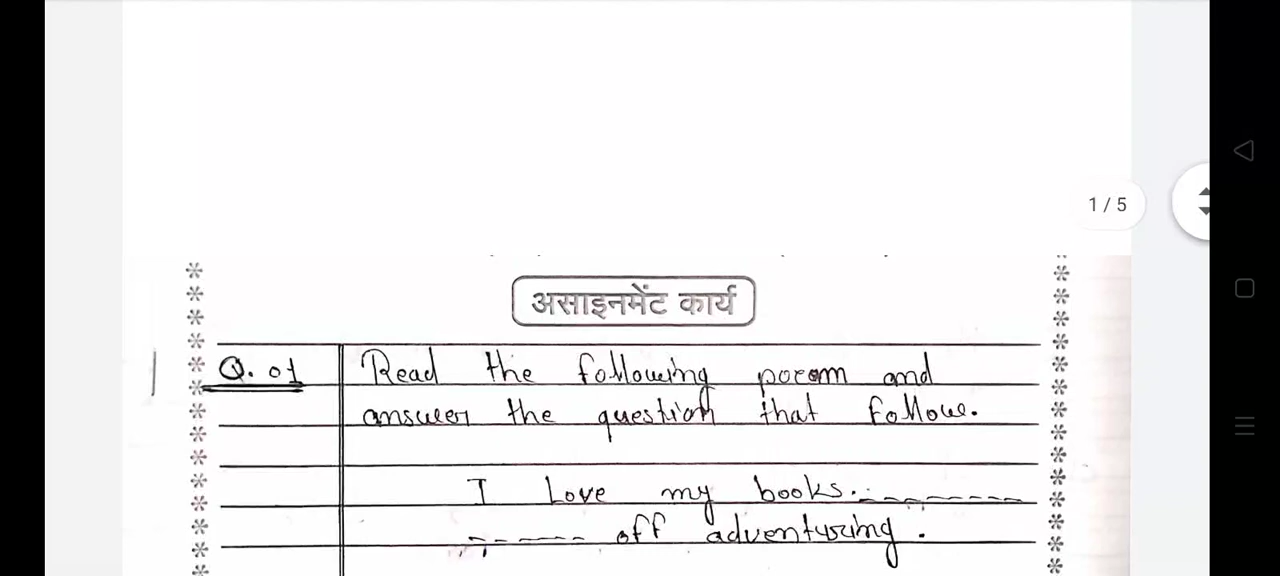 1 / 5
असाइनमेंट कार्य
Q. 01 Read the following poeam and
answer the question that follow.
I Love my books.--------
------ off adventuring.